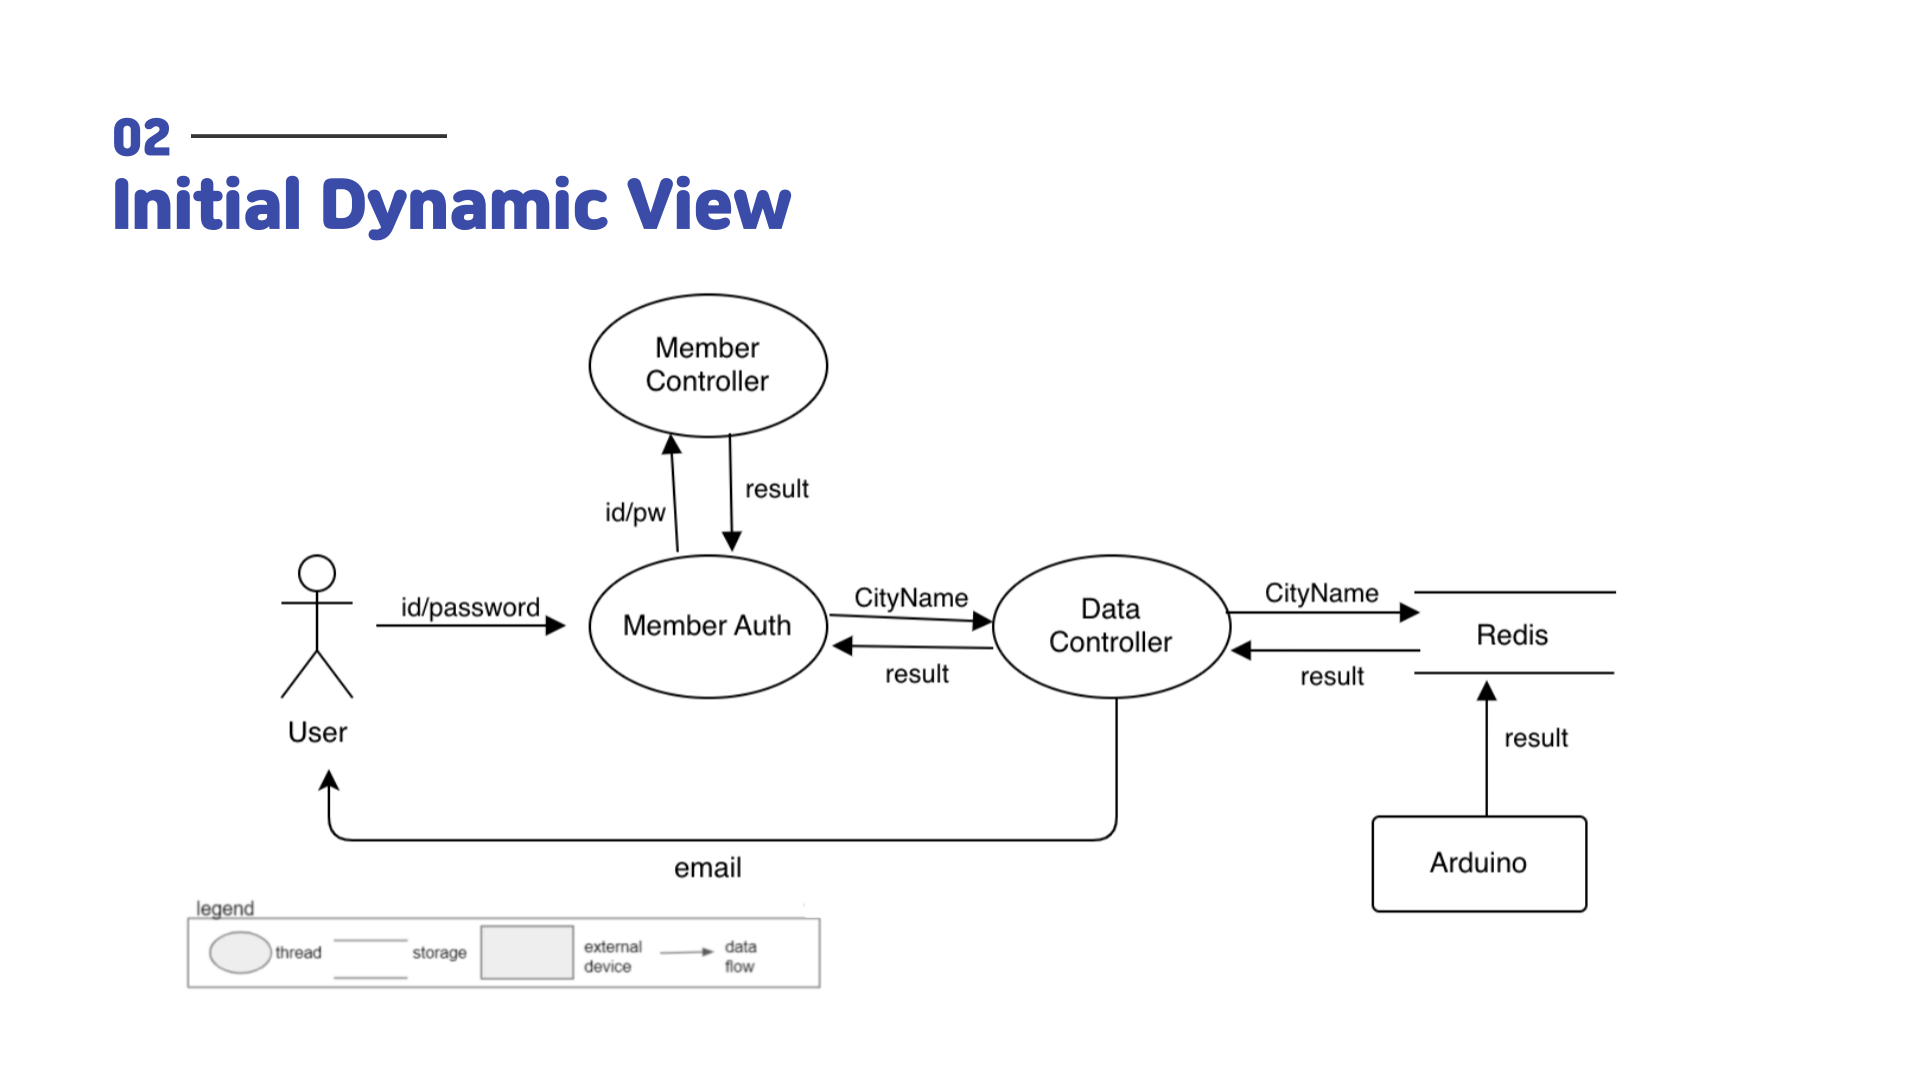 02
Initial Dynamic View
Member
Controller
id/pw
result
id/password
Member Auth
CityName
result
Data
Controller
CityName
result
Redis
User
result
Arduino
email
legend
thread
storage
external
device
data
flow